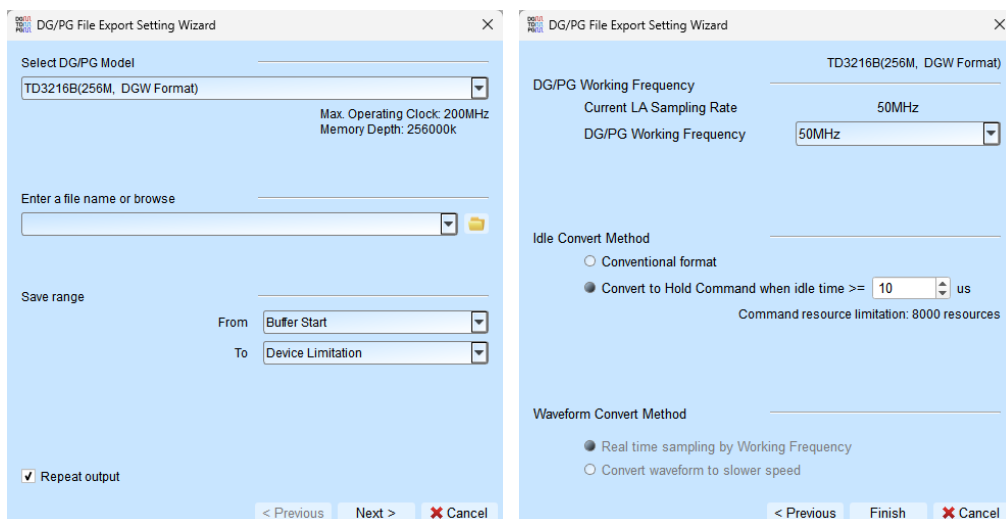 DG/PG File Export Setting Wizard
Select DG/PG Model
TD3216B(256M, DGW Format)
Max. Operating Clock: 200MHz
Memory Depth: 256000k
Enter a file name or browse
Save range
From Buffer Start
To Device Limitation
Repeat output
< Previous Next > Cancel
DG/PG File Export Setting Wizard
TD3216B(256M, DGW Format)
DG/PG Working Frequency
Current LA Sampling Rate 50MHz
DG/PG Working Frequency 50MHz
Idle Convert Method
Conventional format
Convert to Hold Command when idle time >= 10 us
Command resource limitation: 8000 resources
Waveform Convert Method
Real time sampling by Working Frequency
Convert waveform to slower speed
< Previous Finish Cancel